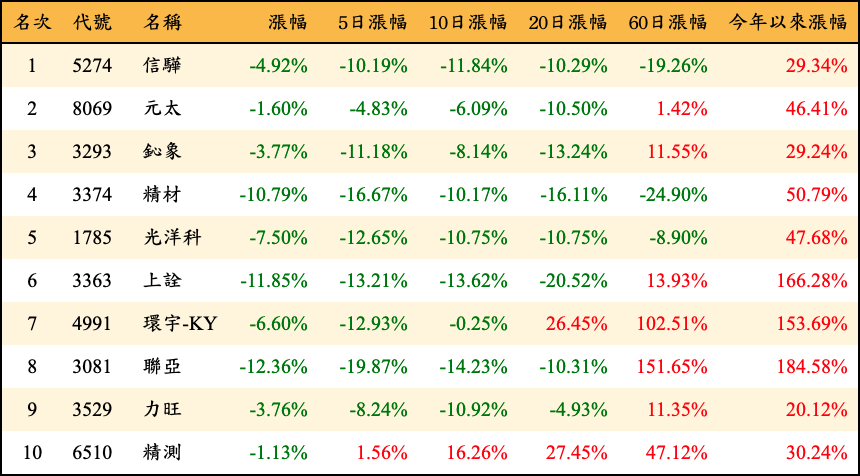 名次 代號 名稱 漲幅 5日漲幅 10日漲幅 20日漲幅 60日漲幅 今年以來漲幅
1 5274 信驊 -4.92% -10.19% -11.84% -10.29% -19.26% 29.34%
2 8069 元太 -1.60% -4.83% -6.09% -10.50% 1.42% 46.41%
3 3293 鈊象 -3.77% -11.18% -8.14% -13.24% 11.55% 29.24%
4 3374 精材 -10.79% -16.67% -10.17% -16.11% -24.90% 50.79%
5 1785 光洋科 -7.50% -12.65% -10.75% -10.75% -8.90% 47.68%
6 3363 上詮 -11.85% -13.21% -13.62% -20.52% 13.93% 166.28%
7 4991 環宇-KY -6.60% -12.93% -0.25% 26.45% 102.51% 153.69%
8 3081 聯亞 -12.36% -19.87% -14.23% -10.31% 151.65% 184.58%
9 3529 力旺 -3.76% -8.24% -10.92% -4.93% 11.35% 20.12%
10 6510 精測 -1.13% 1.56% 16.26% 27.45% 47.12% 30.24%